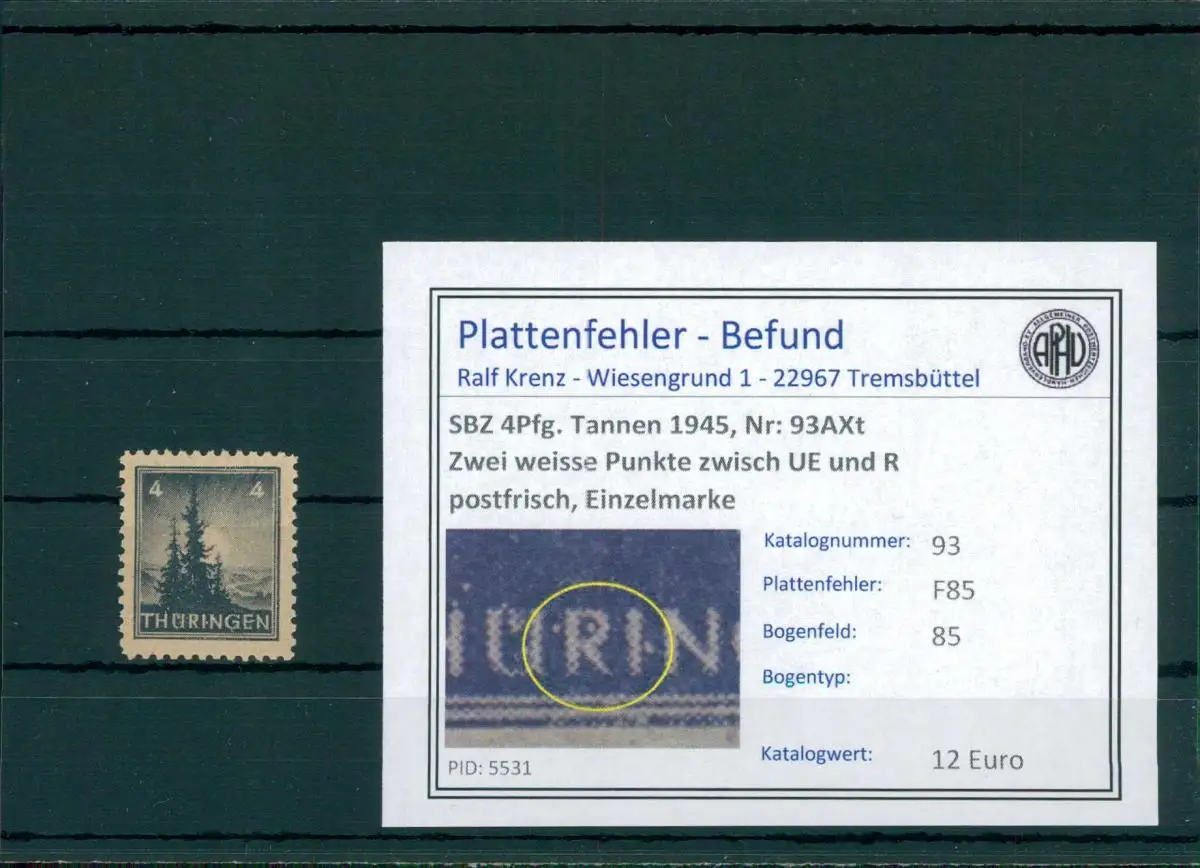 4 4
THÜRINGEN
Plattenfehler - Befund
Ralf Krenz - Wiesengrund 1 - 22967 Tremsbüttel
APHV
SBZ 4Pfg. Tannen 1945, Nr: 93AXt
Zwei weisse Punkte zwisch UE und R
postfrisch, Einzelmarke
ÜRIN
Katalognummer: 93
Plattenfehler: F85
Bogenfeld: 85
Bogentyp:
Katalogwert: 12 Euro
PID: 5531